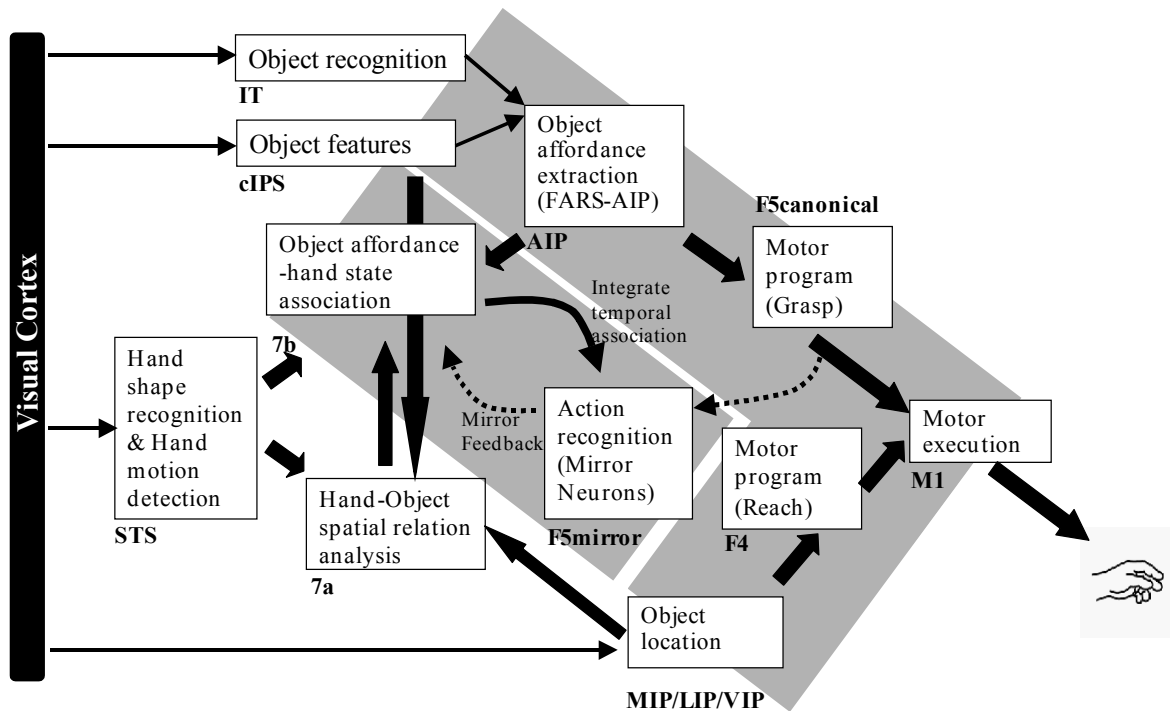 Visual Cortex
Object recognition
IT
Object features
cIPS
Object
affordance
extraction
(FARS-AIP)
AIP
F5canonical
Motor
program
(Grasp)
Object affordance
-hand state
association
7b
Integrate
temporal
association
Hand
shape
recognition
& Hand
motion
detection
STS
Mirror
Feedback
Action
recognition
(Mirror
Neurons)
F5mirror
Motor
program
(Reach)
F4
Motor
execution
M1
Hand-Object
spatial relation
analysis
7a
Object
location
MIP/LIP/VIP